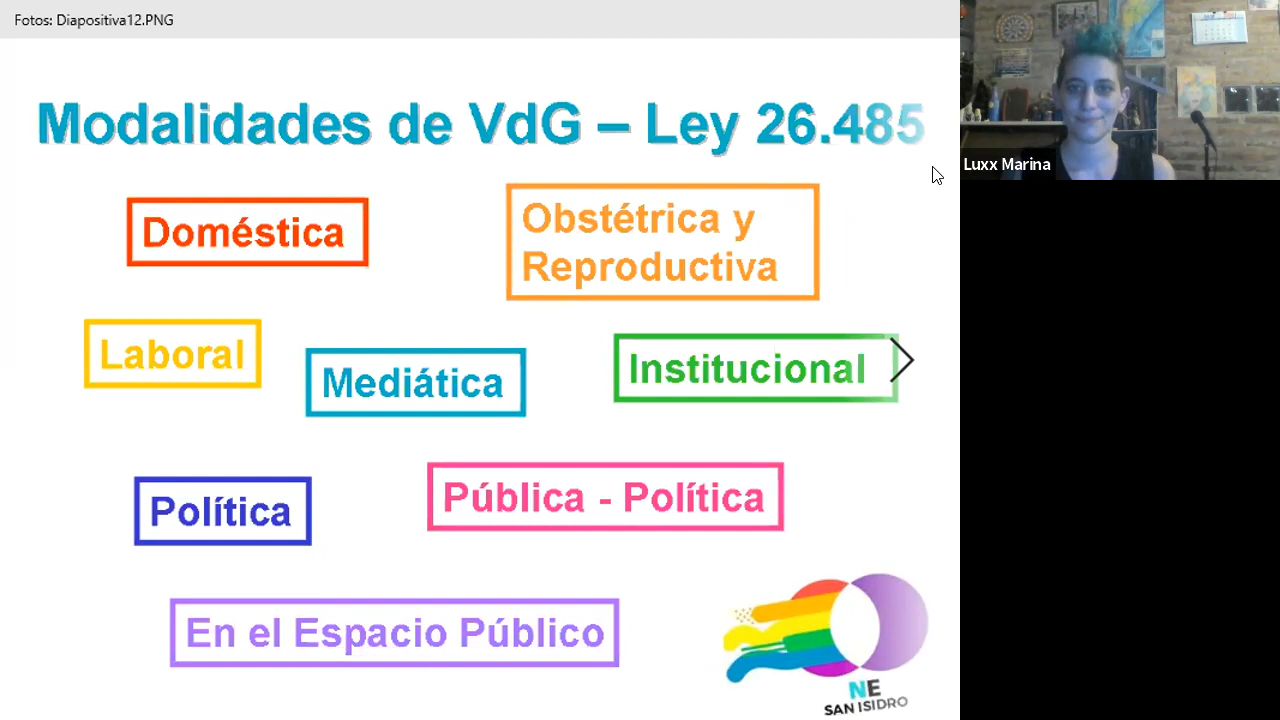 Fotos: Diapositiva12.PNG
Modalidades de VdG – Ley 26.485
Luxx Marina
Doméstica
Obstétrica y
Reproductiva
Laboral
Mediática
Institucional
Política
Pública - Política
En el Espacio Público
NE
SAN ISIDRO